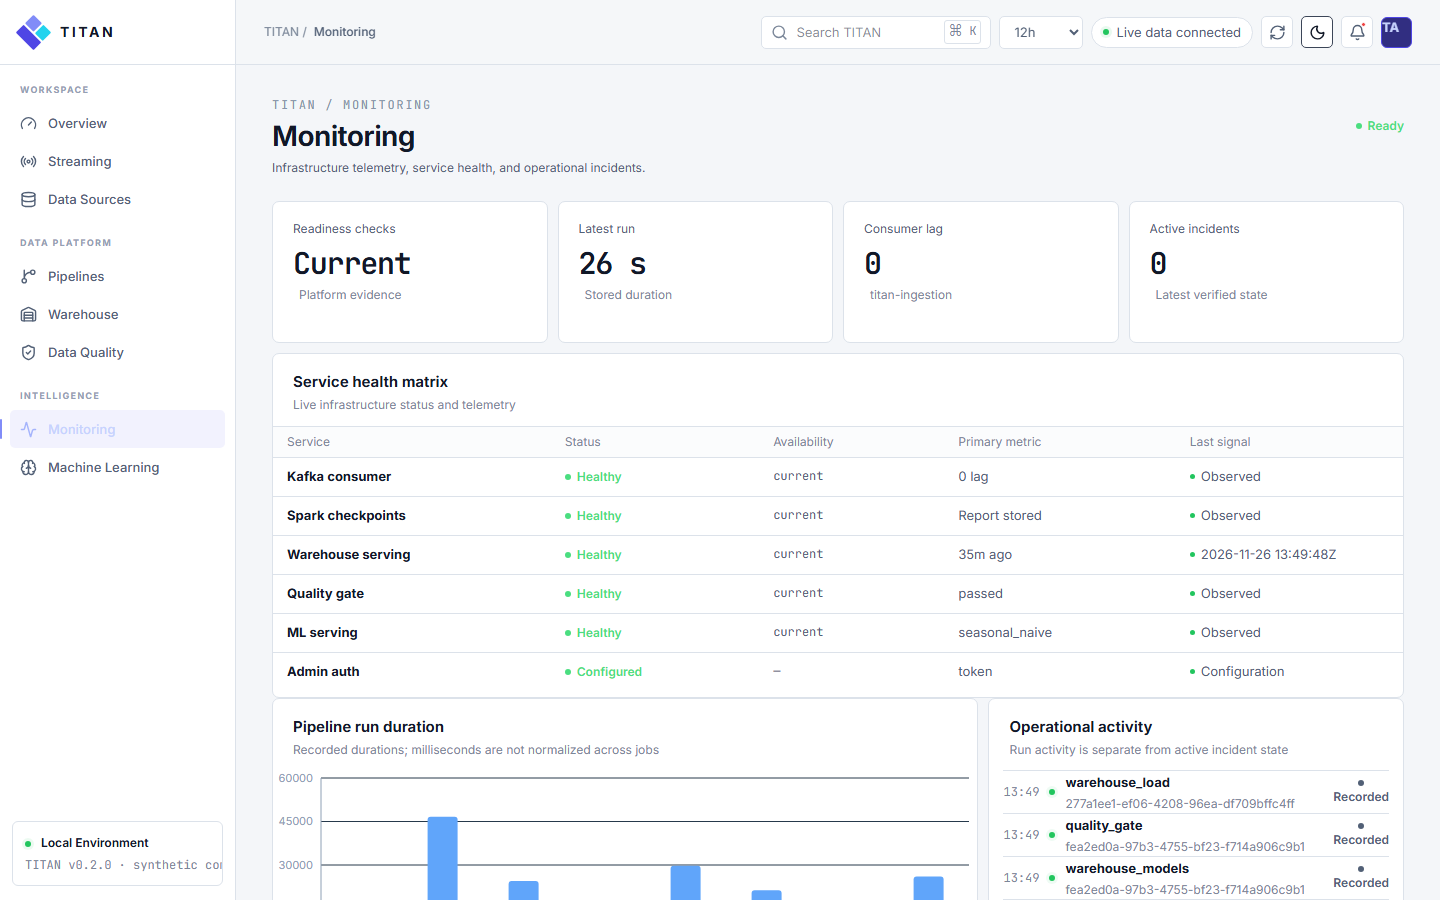 TITAN
TITAN / Monitoring
Search TITAN
⌘ K
12h
Live data connected
TA
WORKSPACE
Overview
Streaming
Data Sources
DATA PLATFORM
Pipelines
Warehouse
Data Quality
INTELLIGENCE
Monitoring
Machine Learning
Local Environment
TITAN v0.2.0 · synthetic
TITAN / MONITORING
Monitoring
Ready
Infrastructure telemetry, service health, and operational incidents.
Readiness checks
Current
Platform evidence
Latest run
26 s
Stored duration
Consumer lag
0
titan-ingestion
Active incidents
0
Latest verified state
Service health matrix
Live infrastructure status and telemetry
Service Status Availability Primary metric Last signal
Kafka consumer Healthy current 0 lag Observed
Spark checkpoints Healthy current Report stored Observed
Warehouse serving Healthy current 35m ago 2026-11-26 13:49:48Z
Quality gate Healthy current passed Observed
ML serving Healthy current seasonal_naive Observed
Admin auth Configured — token Configuration
Pipeline run duration
Recorded durations; milliseconds are not normalized across jobs
60000
45000
30000
Operational activity
Run activity is separate from active incident state
13:49 warehouse_load
277a1ee1-ef06-4208-96ea-df709bffc4ff
Recorded
13:49 quality_gate
fea2ed0a-97b3-4755-bf23-f714a906c9b1
Recorded
13:49 warehouse_models
fea2ed0a-97b3-4755-bf23-f714a906c9b1
Recorded